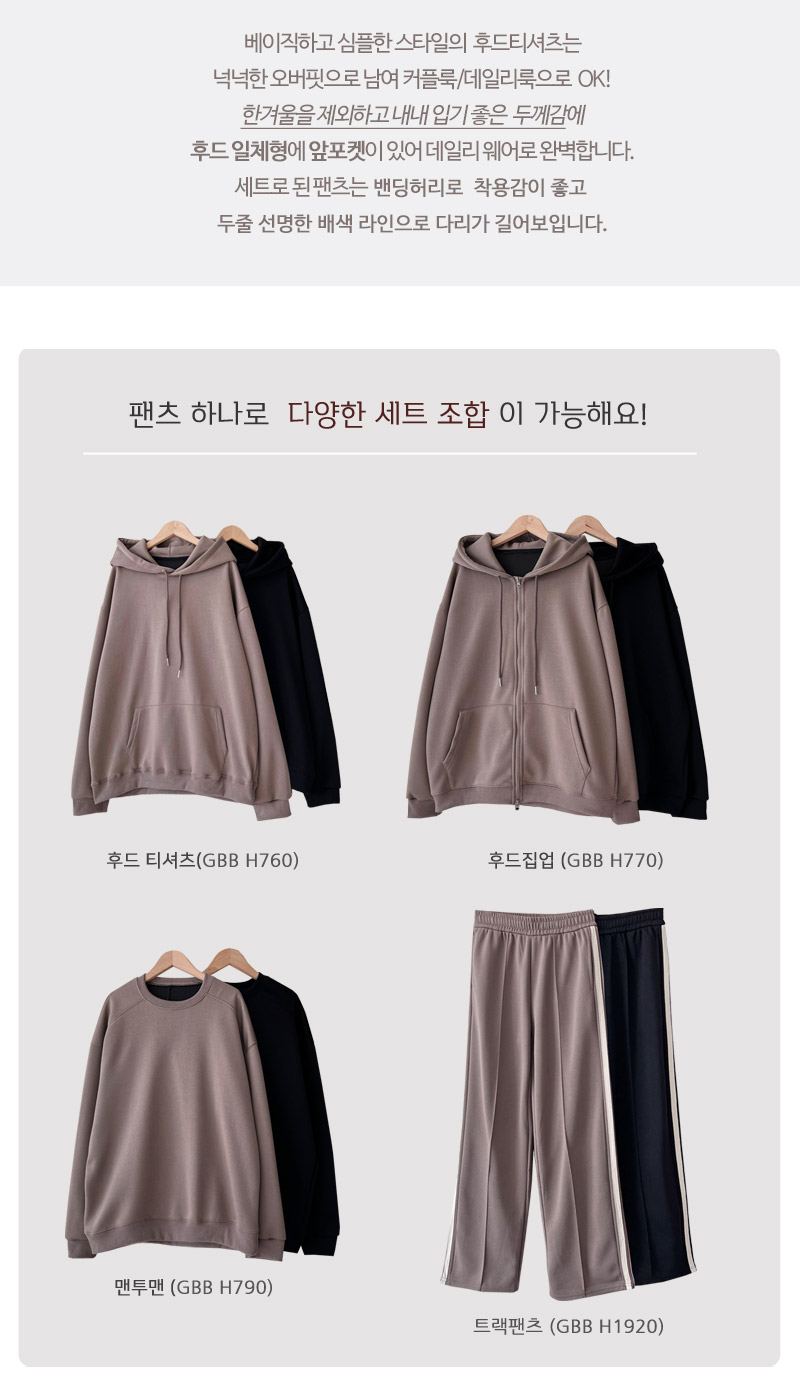 베이직하고 심플한 스타일의 후드티셔츠는
넉넉한 오버핏으로 남여 커플룩/데일리룩으로 OK!
한겨울을 제외하고 내내 입기 좋은 두께감에
후드 일체형에 앞포켓이 있어 데일리 웨어로 완벽합니다.
세트로 된 팬츠는 밴딩허리로 착용감이 좋고
두줄 선명한 배색 라인으로 다리가 길어보입니다.
팬츠 하나로 다양한 세트 조합 이 가능해요!
후드 티셔츠(GBB H760)
후드집업 (GBB H770)
맨투맨 (GBB H790)
트랙팬츠 (GBB H1920)